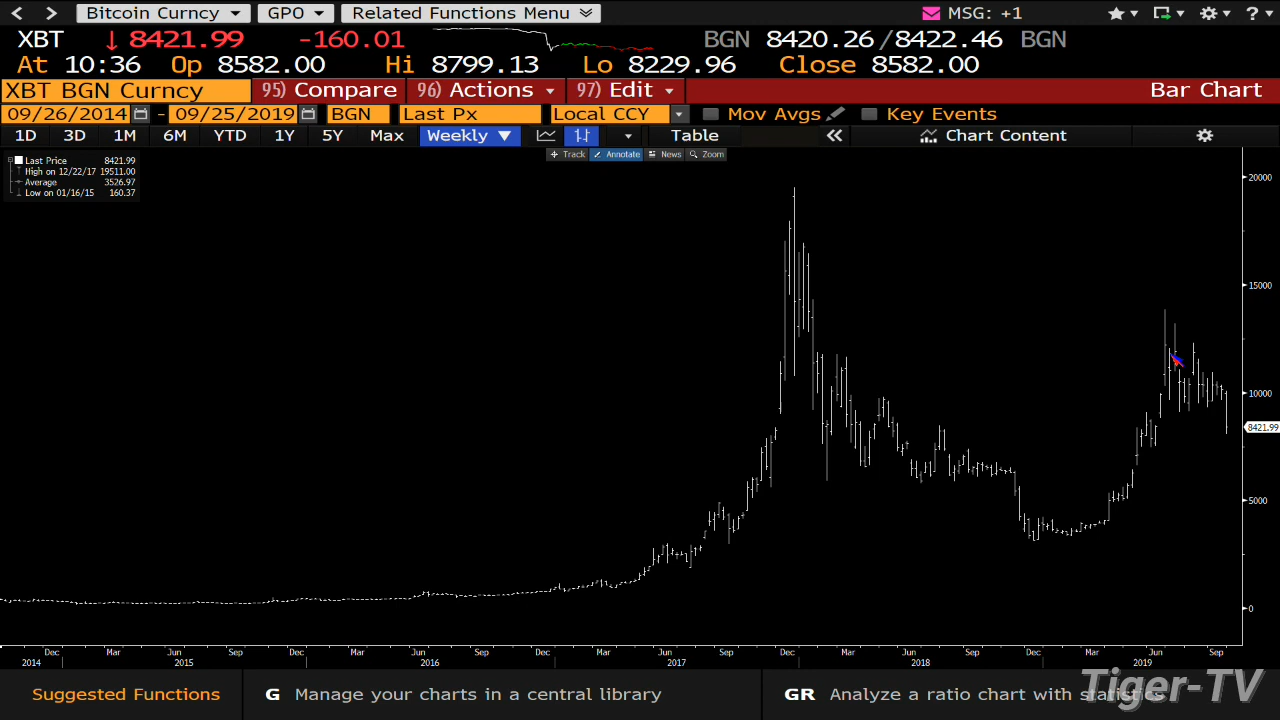 Bitcoin Curncy GPO Related Functions Menu MSG: +1 ?
XBT ↓ 8421.99 -160.01 BGN 8420.26/8422.46 BGN
At 10:36 Op 8582.00 Hi 8799.13 Lo 8229.96 Close 8582.00
XBT BGN Curncy 95) Compare 96) Actions 97) Edit Bar Chart
09/26/2014 - 09/25/2019 BGN Last Px Local CCY Mov Avgs Key Events
1D 3D 1M 6M YTD 1Y 5Y Max Weekly ▼ Table « Chart Content
Track Annotate News Zoom
Last Price 8421.99
High on 12/22/17 19511.00
Average 3526.97
Low on 01/16/15 160.37
20000
15000
10000
8421.99
5000
0
Dec Mar Jun Sep Dec Mar Jun Sep Dec Mar Jun Sep Dec Mar Jun Sep Dec Mar Jun Sep
2014 2015 2016 2017 2018 2019
Suggested Functions G Manage your charts in a central library GR Analyze a ratio chart with statistics
Tiger-TV